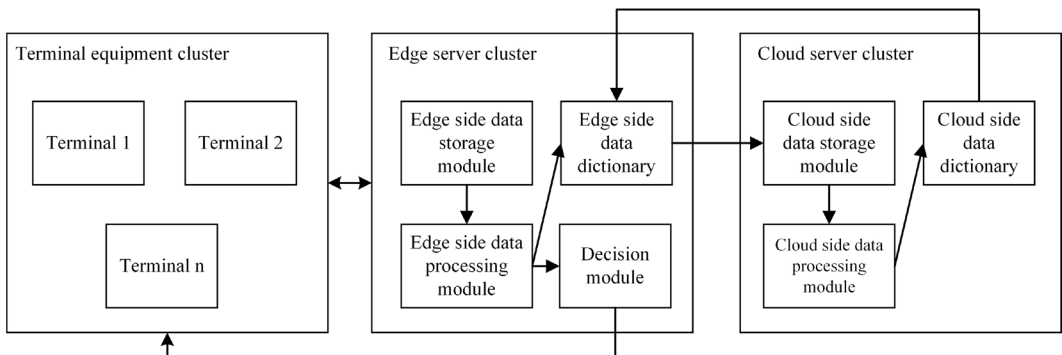 Terminal equipment cluster
Terminal 1
Terminal 2
Terminal n
Edge server cluster
Edge side data
storage
module
Edge side
data
dictionary
Edge side data
processing
module
Decision
module
Cloud server cluster
Cloud side
data storage
module
Cloud side
data
dictionary
Cloud side data
processing
module